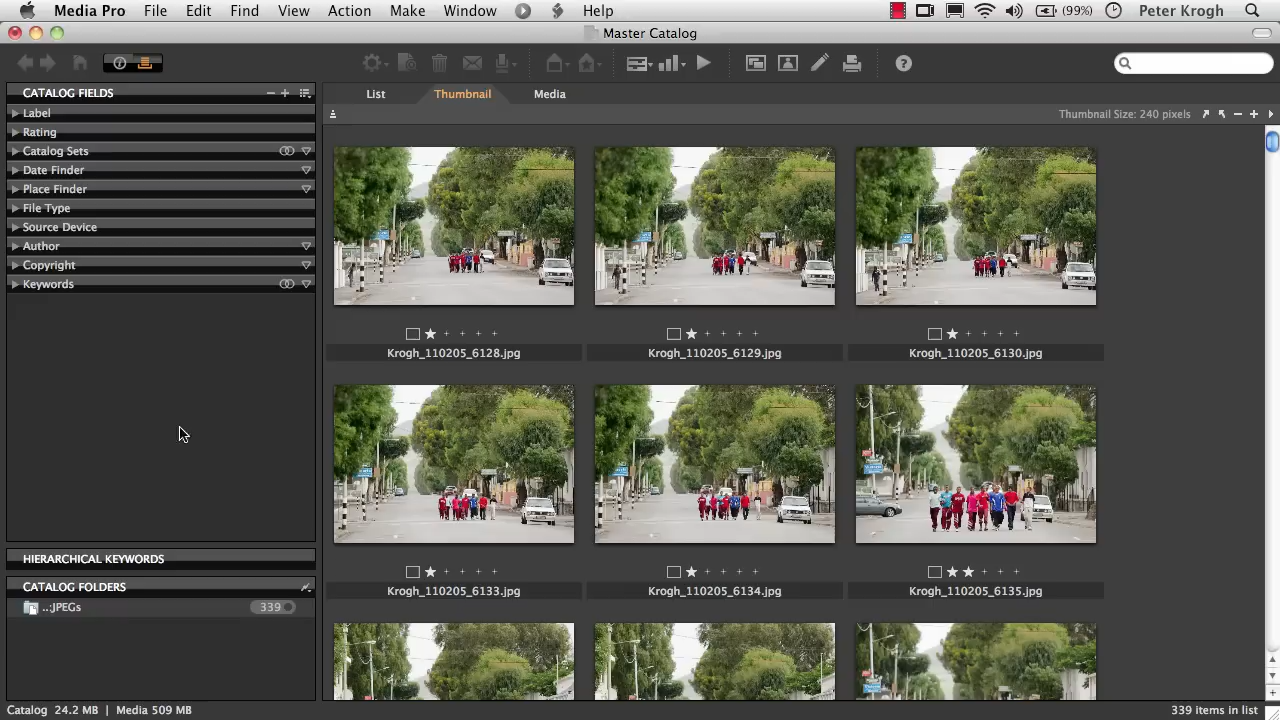 Media Pro File Edit Find View Action Make Window Help (99%) Peter Krogh
Master Catalog
CATALOG FIELDS
List Thumbnail Media
Label
Thumbnail Size: 240 pixels
Rating
Catalog Sets
Date Finder
Place Finder
File Type
Source Device
Author
Copyright
Keywords
Krogh_110205_6128.jpg Krogh_110205_6129.jpg Krogh_110205_6130.jpg
HIERARCHICAL KEYWORDS
CATALOG FOLDERS
Krogh_110205_6133.jpg Krogh_110205_6134.jpg Krogh_110205_6135.jpg
..:JPEGs 339
Catalog 24.2 MB | Media 509 MB 339 items in list